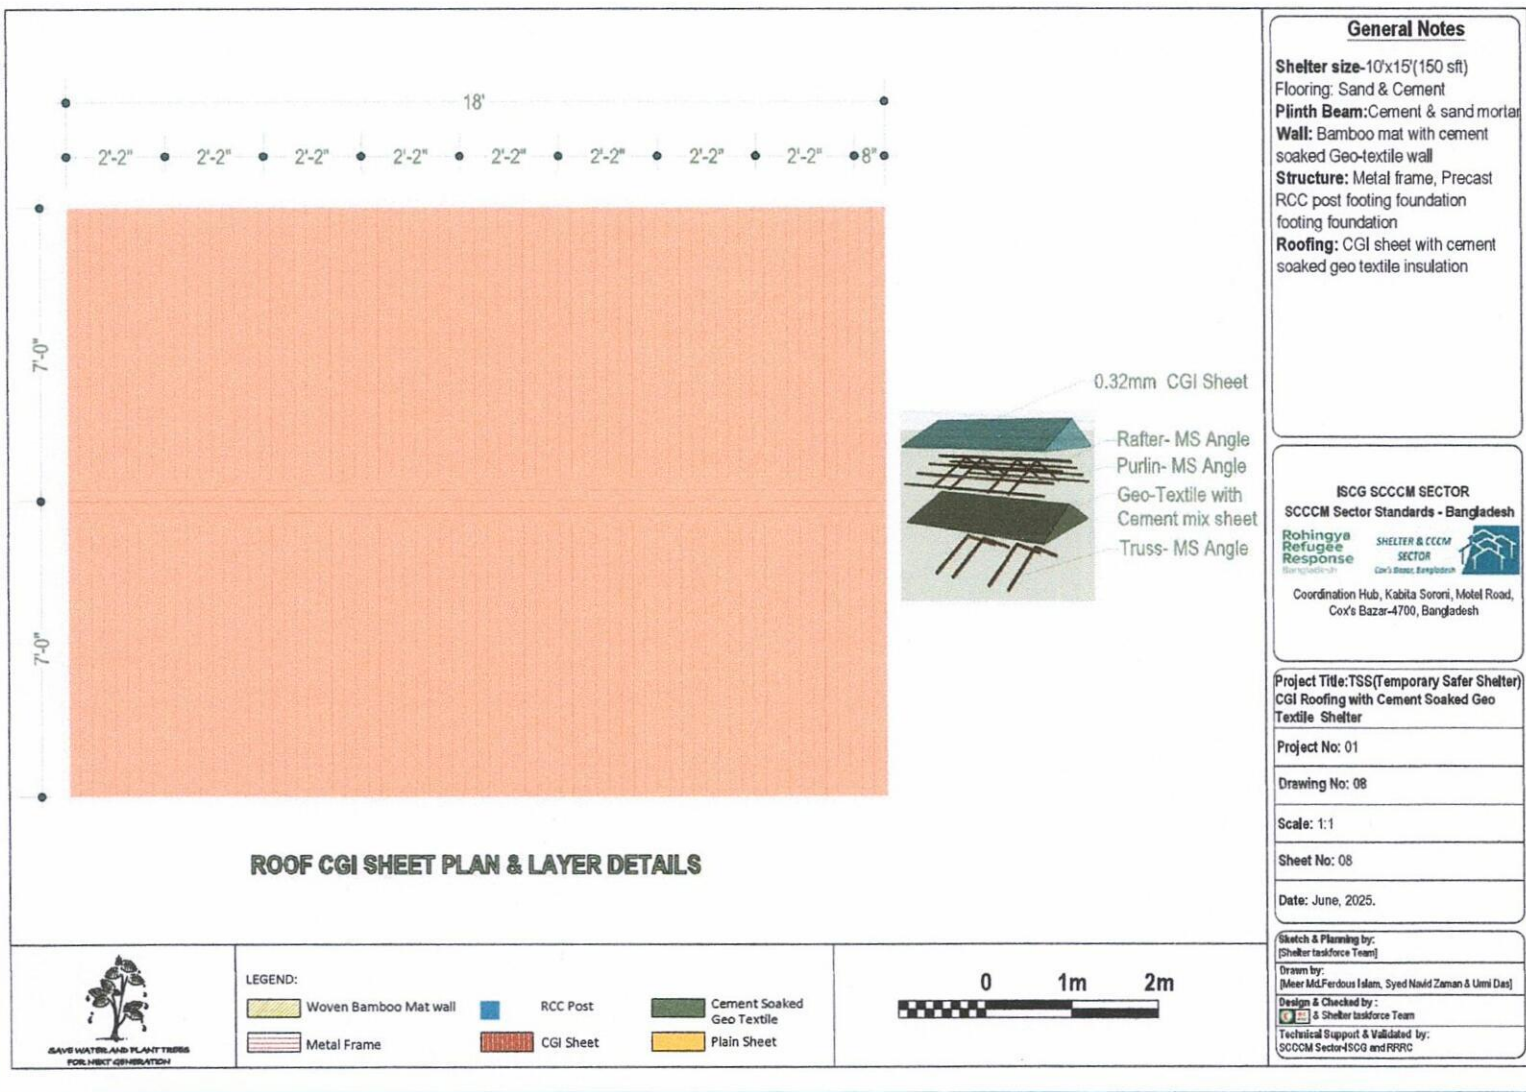 18'
2'-2" 2'-2" 2'-2" 2'-2" 2'-2" 2'-2" 2'-2" 2'-2" 8"
7'-0"
7'-0"
0.32mm CGI Sheet
Rafter- MS Angle
Purlin- MS Angle
Geo-Textile with
Cement mix sheet
Truss- MS Angle
ROOF CGI SHEET PLAN & LAYER DETAILS
General Notes
Shelter size-10'x15'(150 sft)
Flooring: Sand & Cement
Plinth Beam:Cement & sand mortar
Wall: Bamboo mat with cement
soaked Geo-textile wall
Structure: Metal frame, Precast
RCC post footing foundation
footing foundation
Roofing: CGI sheet with cement
soaked geo textile insulation
ISCG SCCCM SECTOR
SCCCM Sector Standards - Bangladesh
Rohingya
Refugee
Response
Bangladesh
SHELTER & CCCM
SECTOR
Cox's Bazar, Bangladesh
Coordination Hub, Kabita Soroni, Motel Road,
Cox's Bazar-4700, Bangladesh
Project Title:TSS(Temporary Safer Shelter)
CGI Roofing with Cement Soaked Geo
Textile Shelter
Project No: 01
Drawing No: 08
Scale: 1:1
Sheet No: 08
Date: June, 2025.
Sketch & Planning by:
[Shelter taskforce Team]
Drawn by:
[Meer Md.Ferdous Islam, Syed Navid Zaman & Urmi Das]
Design & Checked by :
& Shelter taskforce Team
Technical Support & Validated by:
SCCCM Sector-ISCG and RRRC
SAVE WATER AND PLANT TREES
FOR NEXT GENERATION
LEGEND:
Woven Bamboo Mat wall
RCC Post
Cement Soaked
Geo Textile
Metal Frame
CGI Sheet
Plain Sheet
0 1m 2m